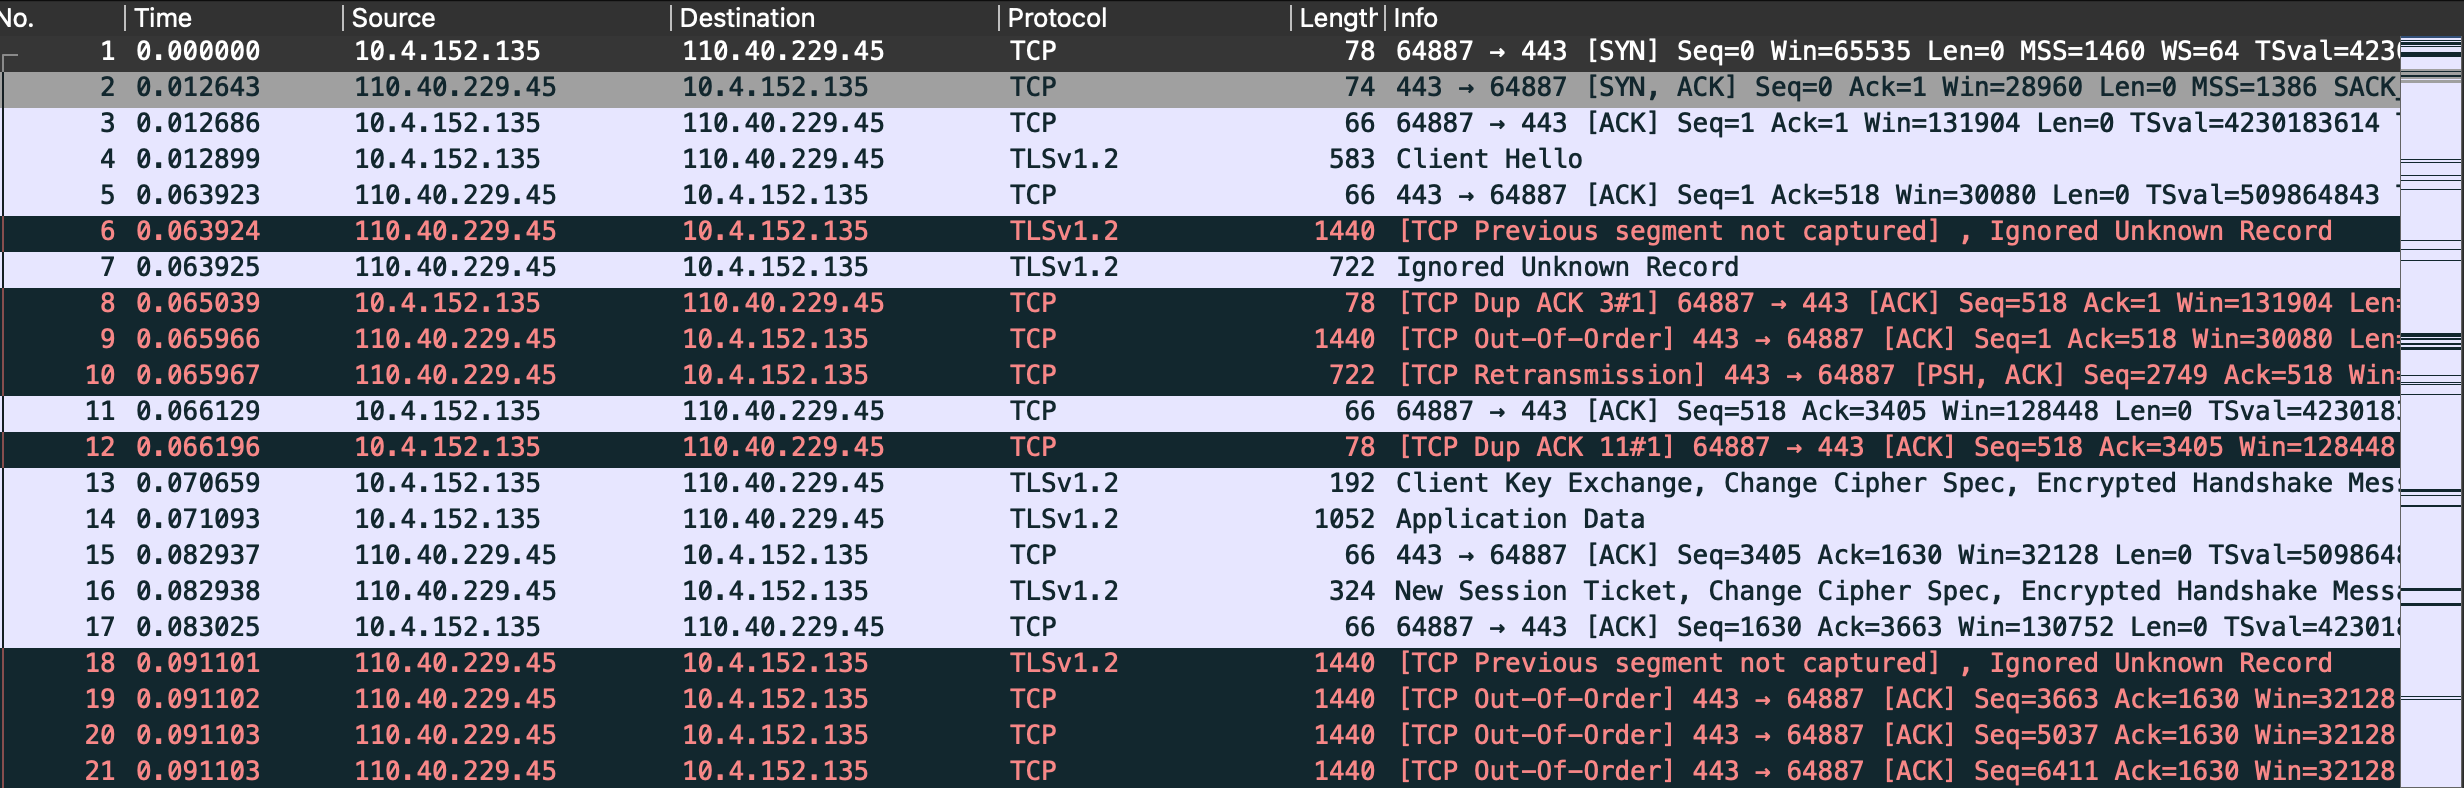 No. Time Source Destination Protocol Length Info
1 0.000000 10.4.152.135 110.40.229.45 TCP 78 64887 → 443 [SYN] Seq=0 Win=65535 Len=0 MSS=1460 WS=64 TSval=423
2 0.012643 110.40.229.45 10.4.152.135 TCP 74 443 → 64887 [SYN, ACK] Seq=0 Ack=1 Win=28960 Len=0 MSS=1386 SACK_
3 0.012686 10.4.152.135 110.40.229.45 TCP 66 64887 → 443 [ACK] Seq=1 Ack=1 Win=131904 Len=0 TSval=4230183614
4 0.012899 10.4.152.135 110.40.229.45 TLSv1.2 583 Client Hello
5 0.063923 110.40.229.45 10.4.152.135 TCP 66 443 → 64887 [ACK] Seq=1 Ack=518 Win=30080 Len=0 TSval=509864843
6 0.063924 110.40.229.45 10.4.152.135 TLSv1.2 1440 [TCP Previous segment not captured] , Ignored Unknown Record
7 0.063925 110.40.229.45 10.4.152.135 TLSv1.2 722 Ignored Unknown Record
8 0.065039 10.4.152.135 110.40.229.45 TCP 78 [TCP Dup ACK 3#1] 64887 → 443 [ACK] Seq=518 Ack=1 Win=131904 Len=
9 0.065966 110.40.229.45 10.4.152.135 TCP 1440 [TCP Out-Of-Order] 443 → 64887 [ACK] Seq=1 Ack=518 Win=30080 Len=
10 0.065967 110.40.229.45 10.4.152.135 TCP 722 [TCP Retransmission] 443 → 64887 [PSH, ACK] Seq=2749 Ack=518 Win=
11 0.066129 10.4.152.135 110.40.229.45 TCP 66 64887 → 443 [ACK] Seq=518 Ack=3405 Win=128448 Len=0 TSval=423018
12 0.066196 10.4.152.135 110.40.229.45 TCP 78 [TCP Dup ACK 11#1] 64887 → 443 [ACK] Seq=518 Ack=3405 Win=128448
13 0.070659 10.4.152.135 110.40.229.45 TLSv1.2 192 Client Key Exchange, Change Cipher Spec, Encrypted Handshake Mes
14 0.071093 10.4.152.135 110.40.229.45 TLSv1.2 1052 Application Data
15 0.082937 110.40.229.45 10.4.152.135 TCP 66 443 → 64887 [ACK] Seq=3405 Ack=1630 Win=32128 Len=0 TSval=509864
16 0.082938 110.40.229.45 10.4.152.135 TLSv1.2 324 New Session Ticket, Change Cipher Spec, Encrypted Handshake Mess
17 0.083025 10.4.152.135 110.40.229.45 TCP 66 64887 → 443 [ACK] Seq=1630 Ack=3663 Win=130752 Len=0 TSval=42301
18 0.091101 110.40.229.45 10.4.152.135 TLSv1.2 1440 [TCP Previous segment not captured] , Ignored Unknown Record
19 0.091102 110.40.229.45 10.4.152.135 TCP 1440 [TCP Out-Of-Order] 443 → 64887 [ACK] Seq=3663 Ack=1630 Win=32128
20 0.091103 110.40.229.45 10.4.152.135 TCP 1440 [TCP Out-Of-Order] 443 → 64887 [ACK] Seq=5037 Ack=1630 Win=32128
21 0.091103 110.40.229.45 10.4.152.135 TCP 1440 [TCP Out-Of-Order] 443 → 64887 [ACK] Seq=6411 Ack=1630 Win=32128